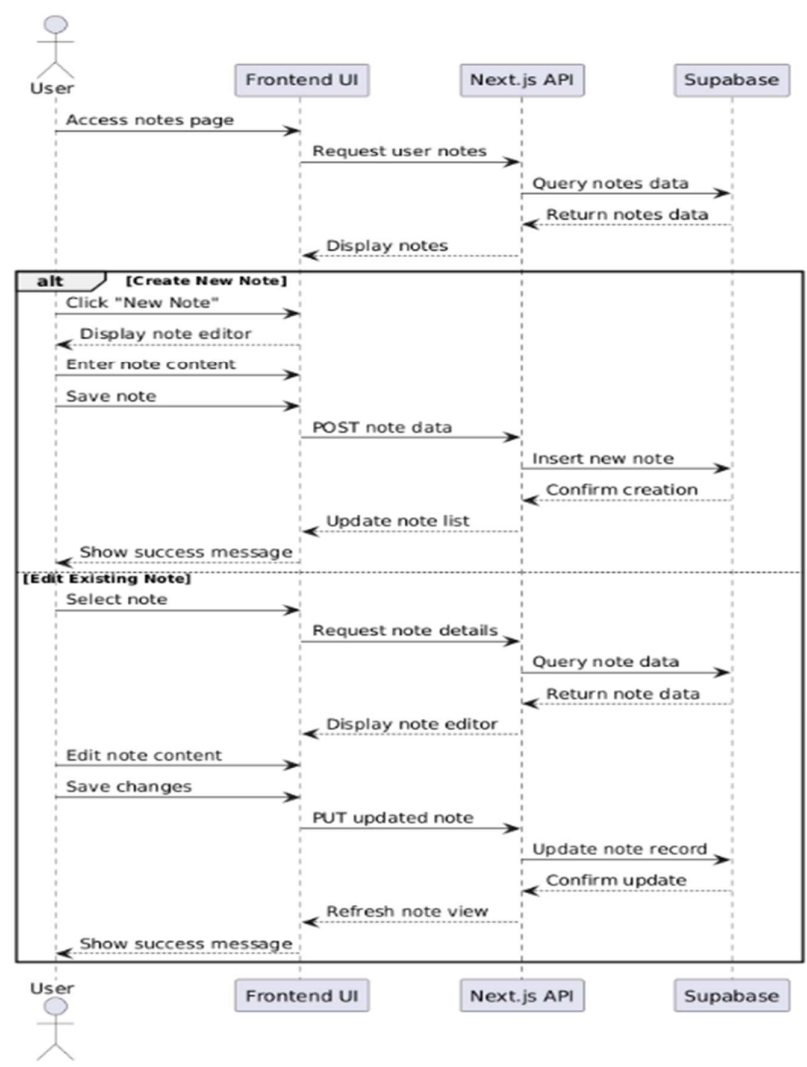 User
Frontend UI
Next.js API
Supabase
Access notes page
Request user notes
Query notes data
Return notes data
Display notes
alt [Create New Note]
Click "New Note"
Display note editor
Enter note content
Save note
POST note data
Insert new note
Confirm creation
Update note list
Show success message
[Edit Existing Note]
Select note
Request note details
Query note data
Return note data
Display note editor
Edit note content
Save changes
PUT updated note
Update note record
Confirm update
Refresh note view
Show success message
User
Frontend UI
Next.js API
Supabase